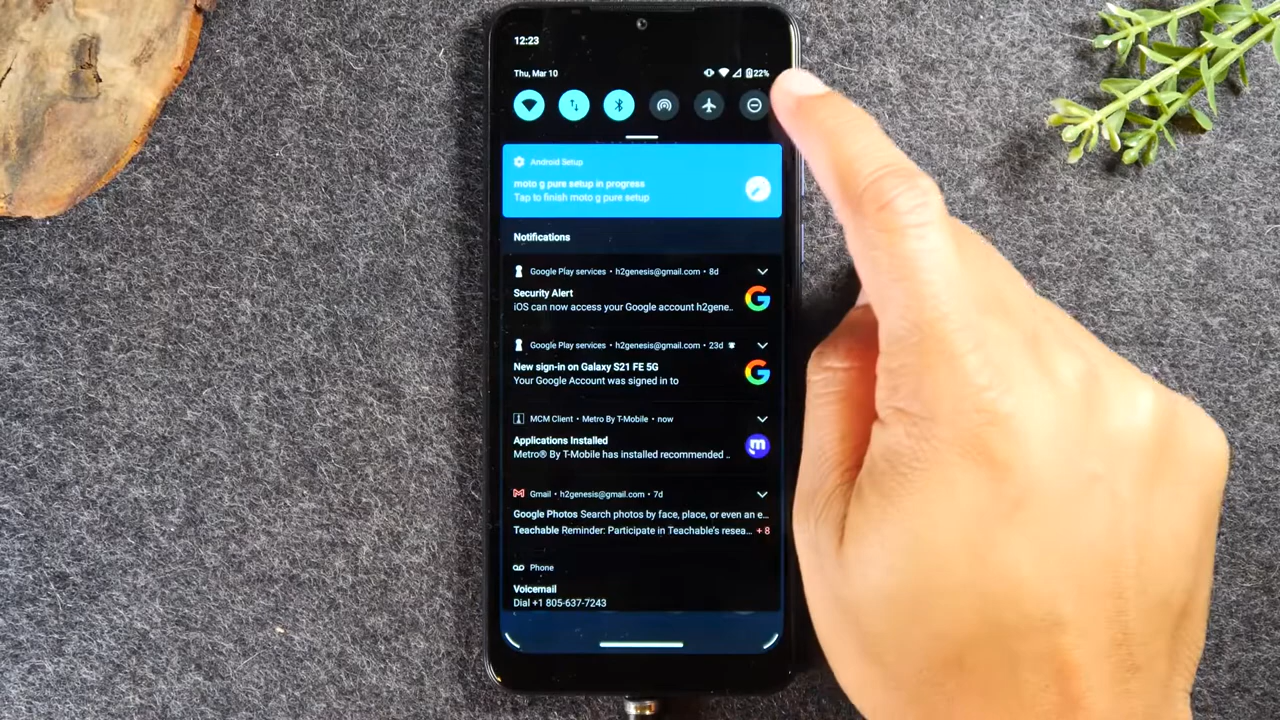 12:23
Thu, Mar 10
22%
Android Setup
moto g pure setup in progress
Tap to finish moto g pure setup
Notifications
Google Play services • h2genesis@gmail.com • 8d
Security Alert
iOS can now access your Google account h2gene..
Google Play services • h2genesis@gmail.com • 23d
New sign-in on Galaxy S21 FE 5G
Your Google Account was signed in to
MCM Client • Metro By T-Mobile • now
Applications Installed
Metro® By T-Mobile has installed recommended ..
Gmail • h2genesis@gmail.com • 7d
Google Photos Search photos by face, place, or even an e...
Teachable Reminder: Participate in Teachable's resea... + 8
Phone
Voicemail
Dial +1 805-637-7243